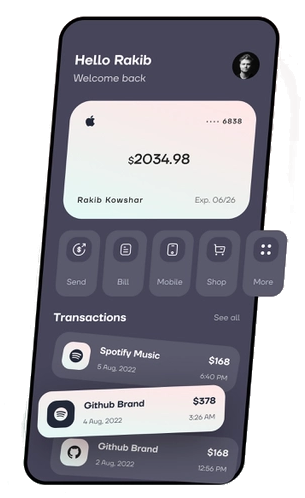 Hello Rakib
Welcome back
•••• 6838
$2034.98
Rakib Kowshar Exp. 06/26
Send Bill Mobile Shop More
Transactions See all
Spotify Music $168
5 Aug, 2022 6:40 PM
Github Brand $378
4 Aug, 2022 3:26 AM
Github Brand $168
2 Aug, 2022 12:56 PM